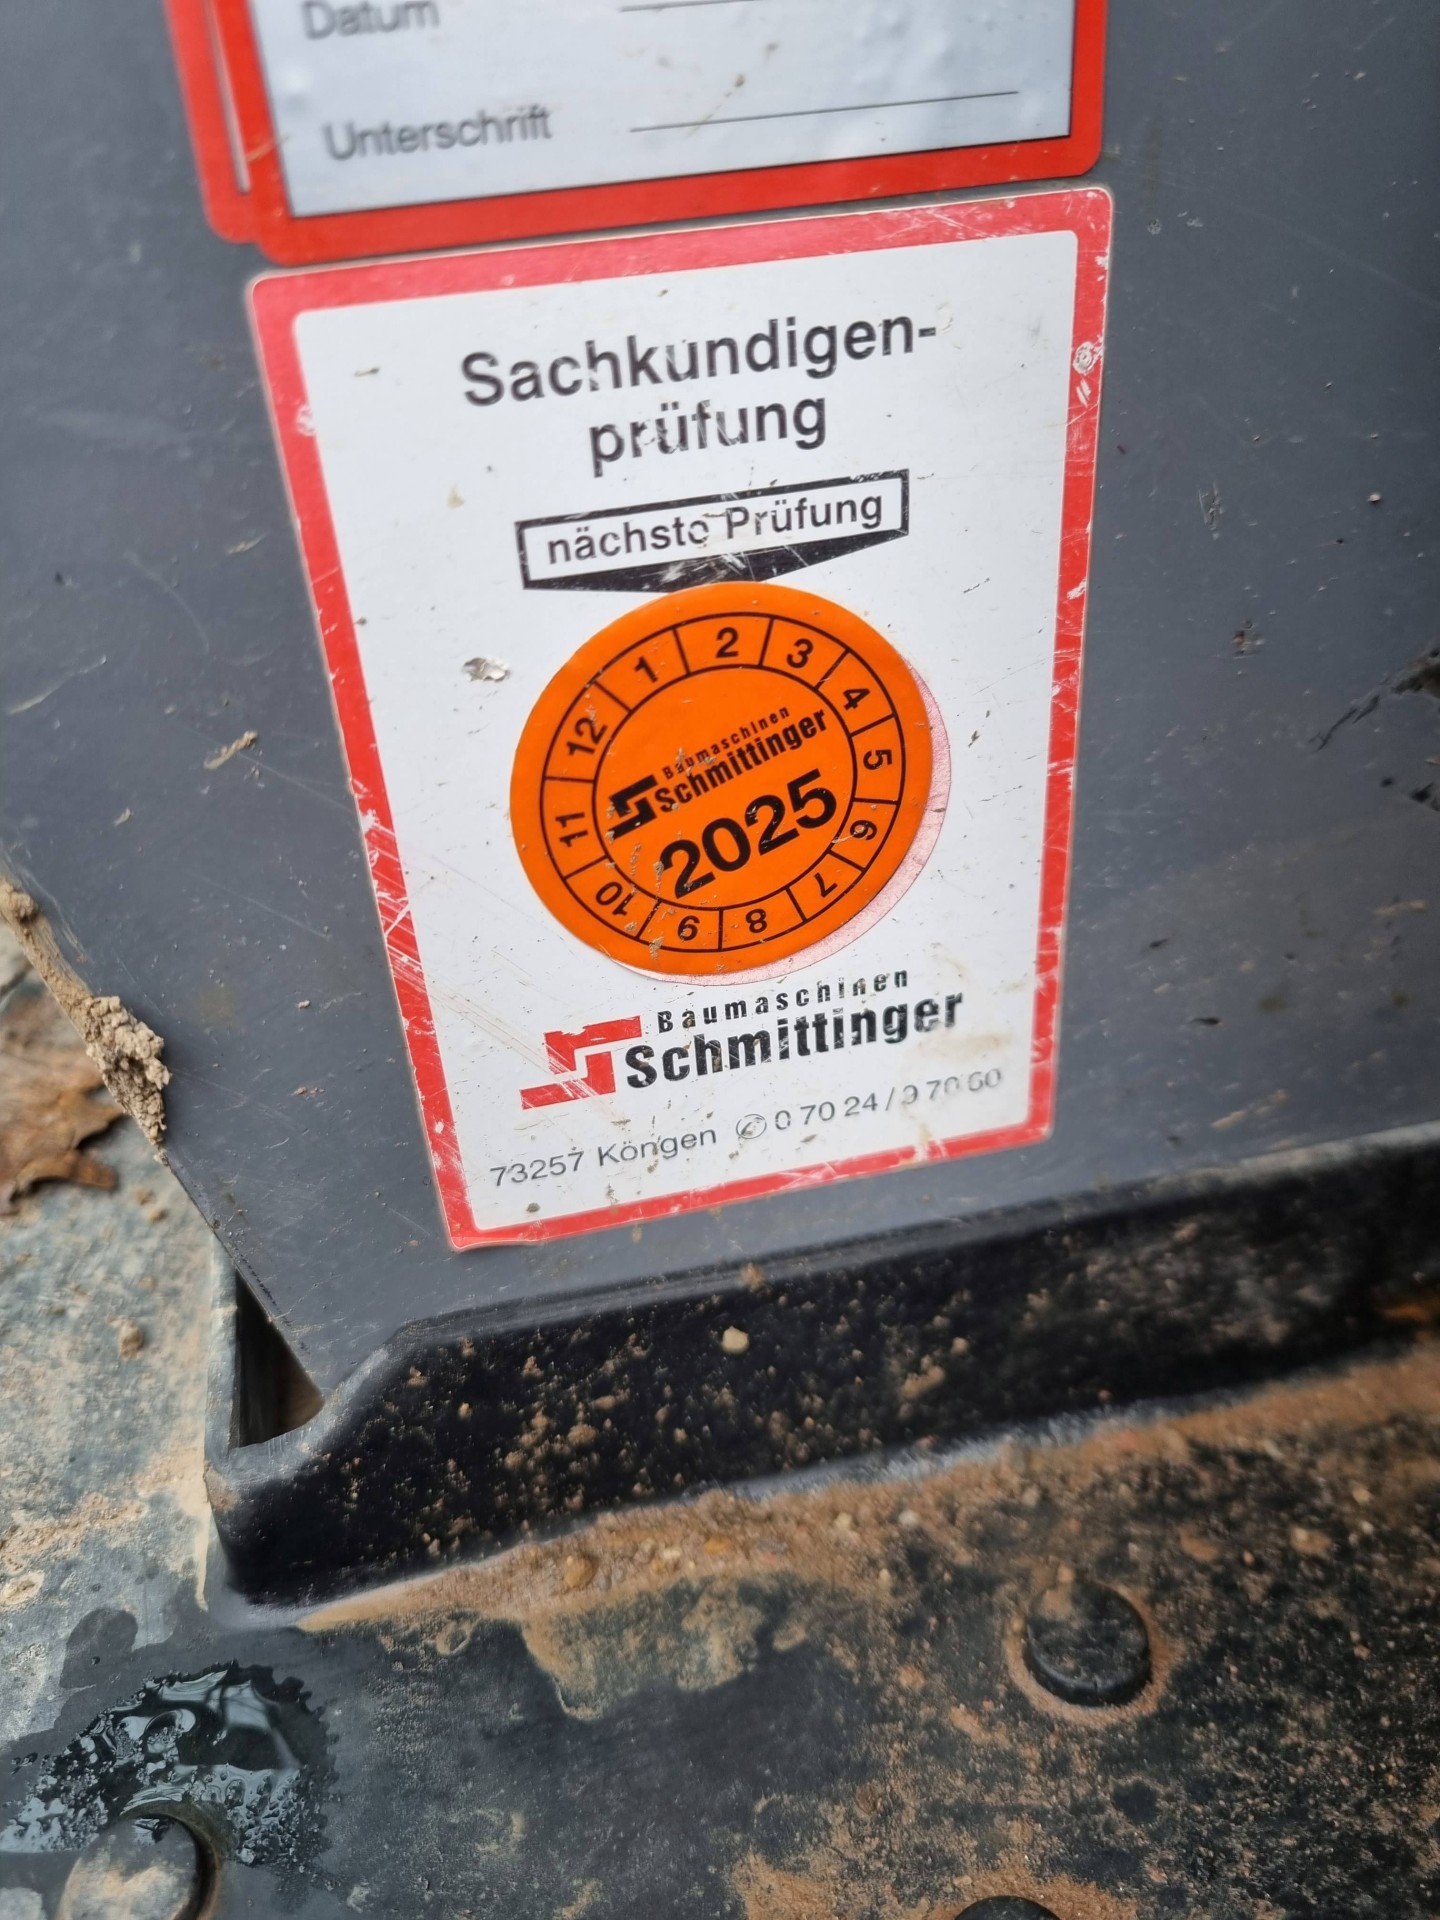 Datum
Unterschrift
Sachkundigen-
prüfung
nächste Prüfung
1 2 3 4 5 6 7 8 9 10 11 12
Baumaschinen
Schmittinger
2025
Baumaschinen
Schmittinger
73257 Köngen ✆ 0 70 24 / 9 70 60